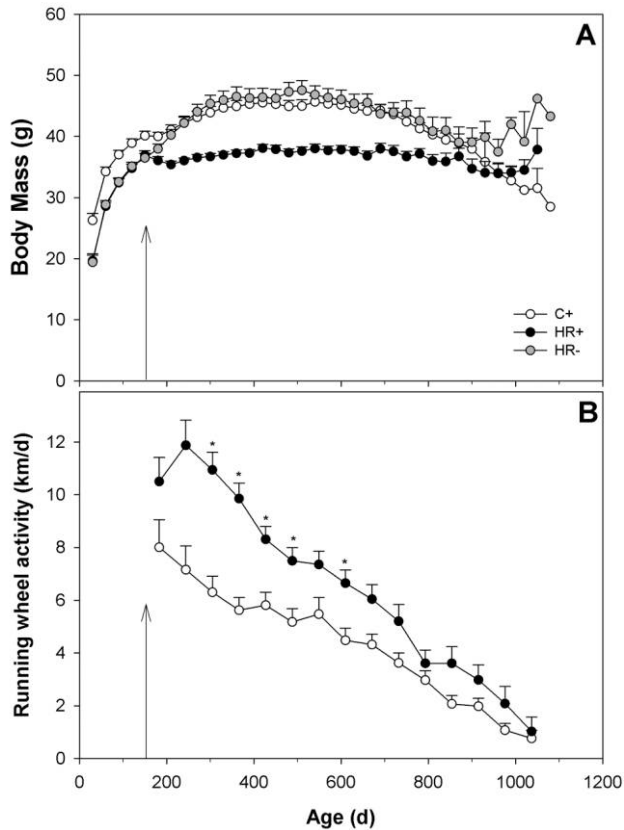 60
A
50
40
30
20
10
0
Body Mass (g)
C+
HR+
HR-
B
12
10
8
6
4
2
0
Running wheel activity (km/d)
*
*
*
*
*
0 200 400 600 800 1000 1200
Age (d)